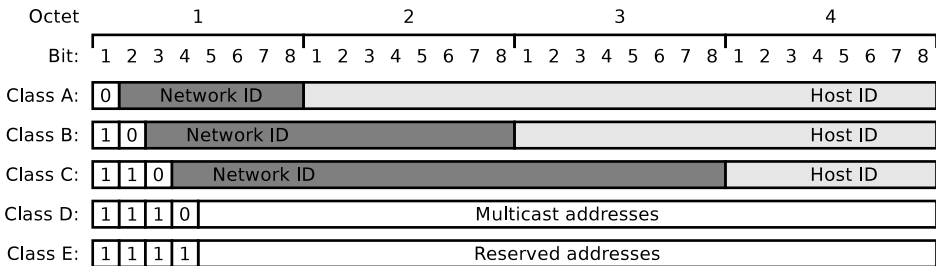 Octet 1 2 3 4
Bit: 1 2 3 4 5 6 7 8 1 2 3 4 5 6 7 8 1 2 3 4 5 6 7 8 1 2 3 4 5 6 7 8
Class A: 0 Network ID Host ID
Class B: 1 0 Network ID Host ID
Class C: 1 1 0 Network ID Host ID
Class D: 1 1 1 0 Multicast addresses
Class E: 1 1 1 1 Reserved addresses